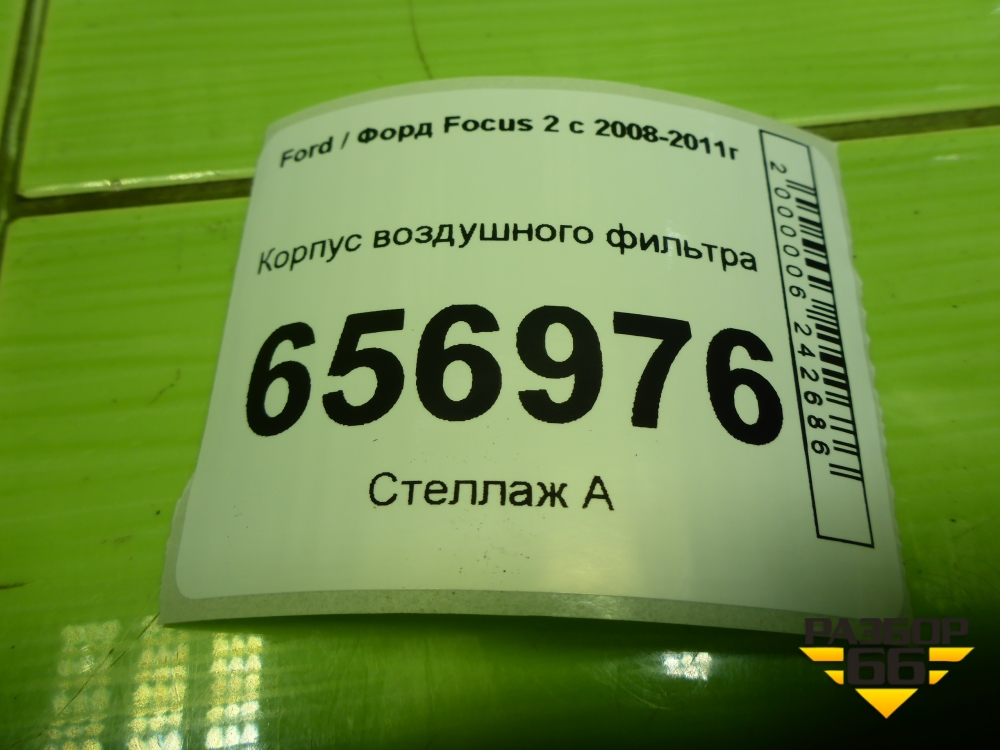 Ford / Форд Focus 2 с 2008-2011г
Корпус воздушного фильтра
656976
Стеллаж А
2000006242686
РАЗБОР
66